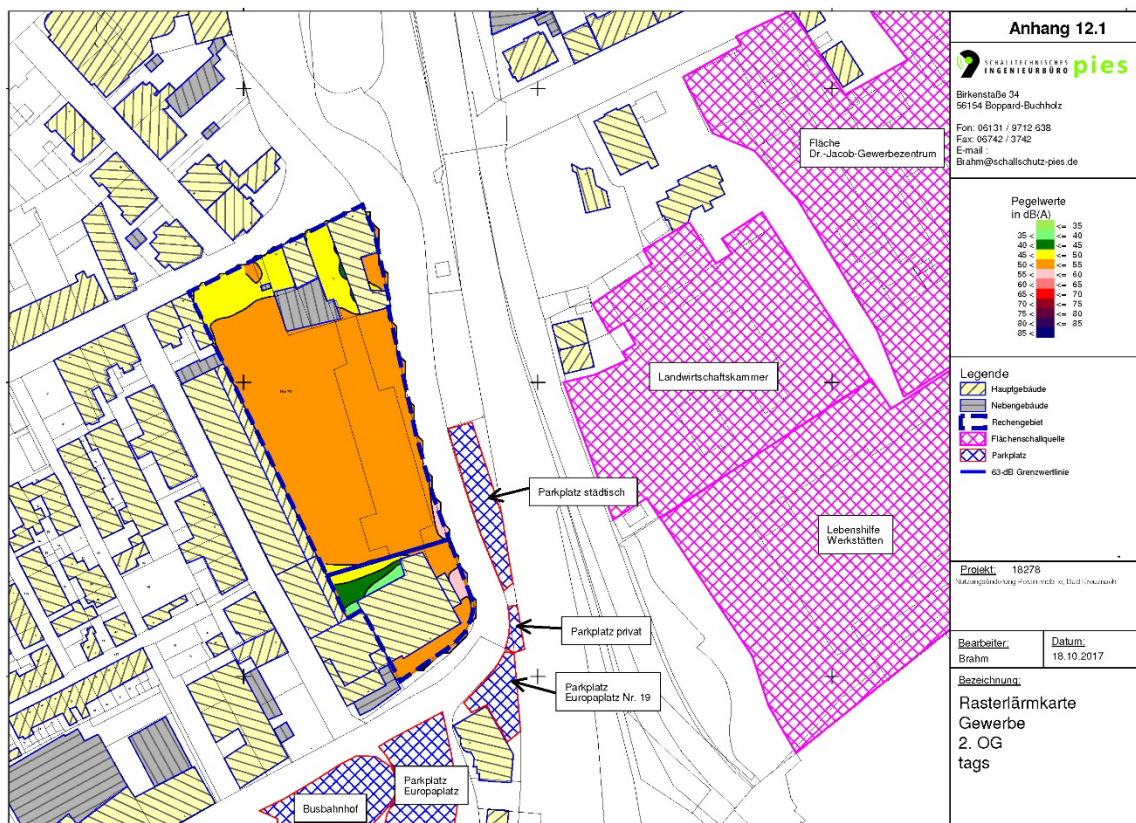 Anhang 12.1
SCHALLTECHNISCHES
INGENIEURBÜRO pies
Birkenstraße 34
56154 Boppard-Buchholz
Fon: 06131 / 9712 638
Fax: 06742 / 3742
E-mail :
Brahm@schallschutz-pies.de
Pegelwerte
in dB(A)
<= 35
35 < <= 40
40 < <= 45
45 < <= 50
50 < <= 55
55 < <= 60
60 < <= 65
65 < <= 70
70 < <= 75
75 < <= 80
80 < <= 85
85 <
Legende
Hauptgebäude
Nebengebäude
Rechengebiet
Flächenschallquelle
Parkplatz
63-dB Grenzwertlinie
Projekt: 18278
Nutzungsänderung Postimmobilie, Bad Kreuznach
Bearbeiter:
Brahm
Datum:
18.10.2017
Bezeichnung:
Rasterlärmkarte
Gewerbe
2. OG
tags
Fläche
Dr.-Jacob-Gewerbezentrum
Landwirtschaftskammer
Parkplatz städtisch
Lebenshilfe
Werkstätten
Parkplatz privat
Parkplatz
Europaplatz Nr. 19
Parkplatz
Europaplatz
Busbahnhof